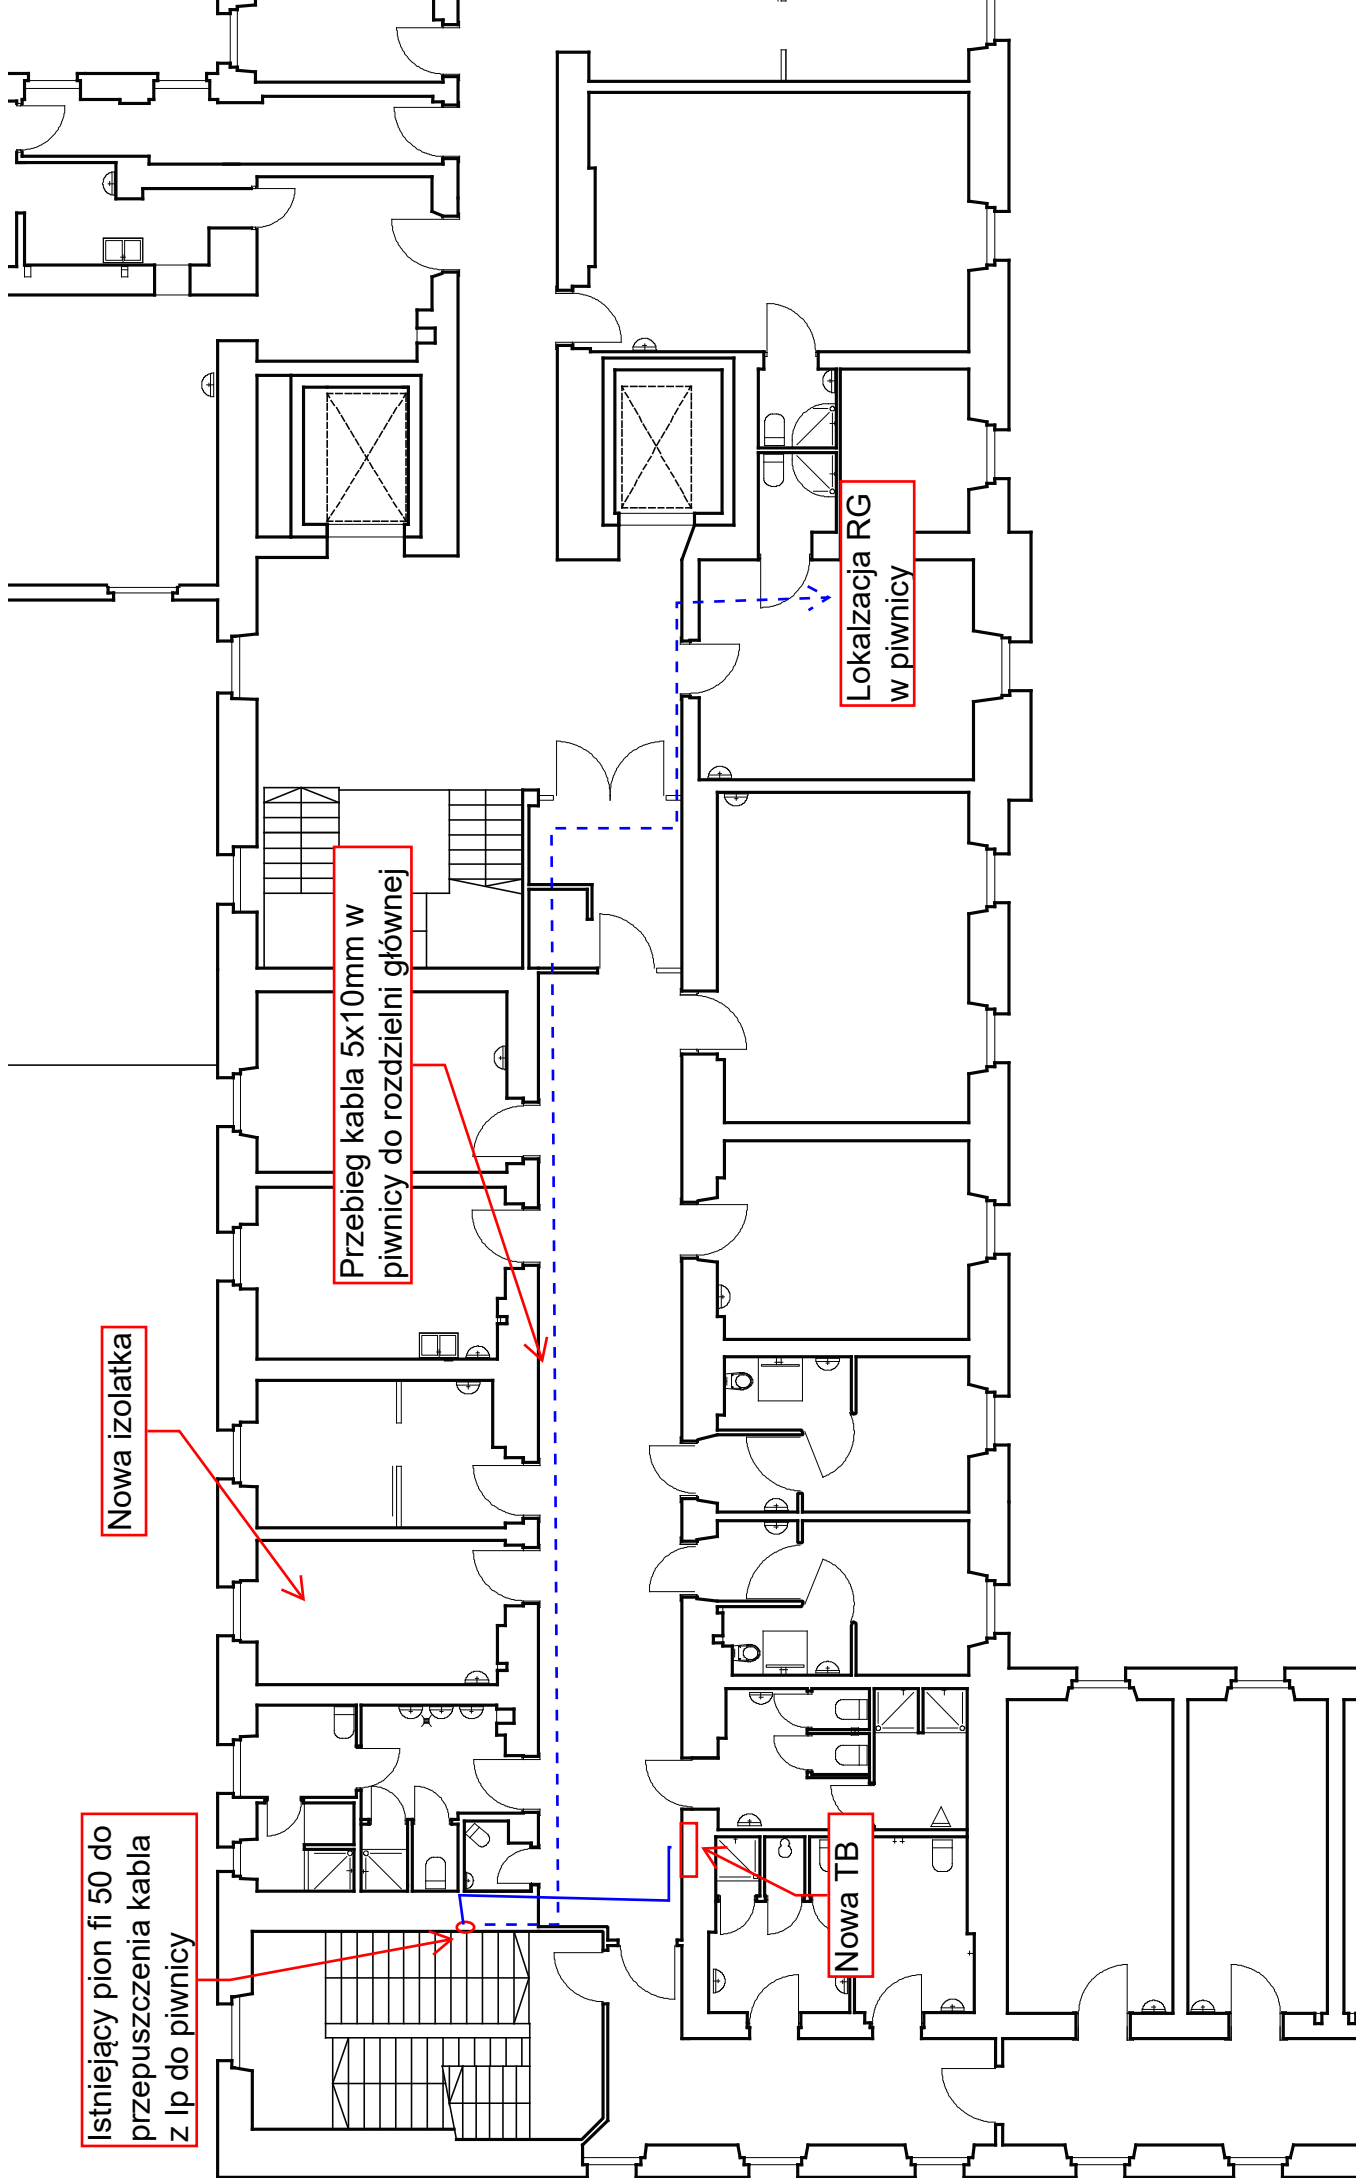 Istniejący pion fi 50 do
przepuszczenia kabla
z Ip do piwnicy
Nowa izolatka
Przebieg kabla 5x10mm w
piwnicy do rozdzielni głównej
Nowa TB
Lokalzacja RG
w piwnicy